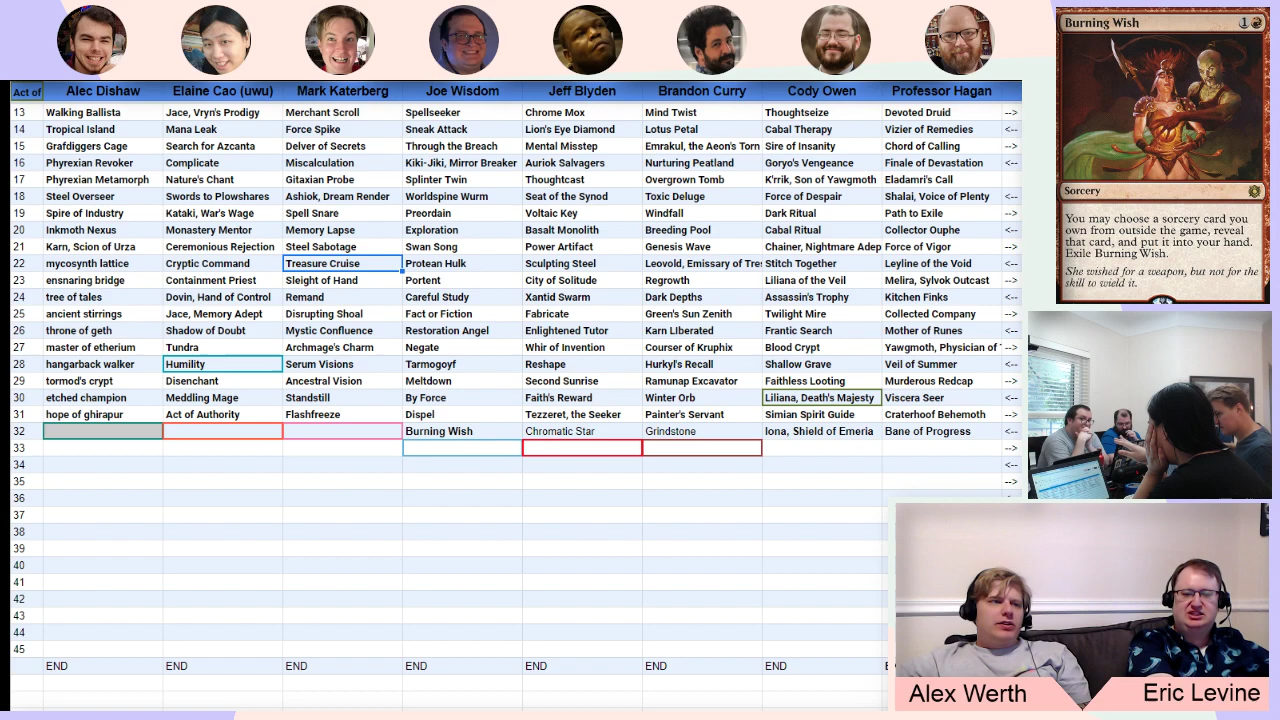 Act of Alec Dishaw Elaine Cao (uwu) Mark Katerberg Joe Wisdom Jeff Blyden Brandon Curry Cody Owen Professor Hagan
13 Walking Ballista Jace, Vryn's Prodigy Merchant Scroll Spellseeker Chrome Mox Mind Twist Thoughtseize Devoted Druid -->
14 Tropical Island Mana Leak Force Spike Sneak Attack Lion's Eye Diamond Lotus Petal Cabal Therapy Vizier of Remedies <--
15 Grafdiggers Cage Search for Azcanta Delver of Secrets Through the Breach Mental Misstep Emrakul, the Aeon's Torn Sire of Insanity Chord of Calling -->
16 Phyrexian Revoker Complicate Miscalculation Kiki-Jiki, Mirror Breaker Auriok Salvagers Nurturing Peatland Goryo's Vengeance Finale of Devastation <--
17 Phyrexian Metamorph Nature's Chant Gitaxian Probe Splinter Twin Thoughtcast Overgrown Tomb K'rrik, Son of Yawgmoth Eladamri's Call
18 Steel Overseer Swords to Plowshares Ashiok, Dream Render Worldspine Wurm Seat of the Synod Toxic Deluge Force of Despair Shalai, Voice of Plenty <--
19 Spire of Industry Kataki, War's Wage Spell Snare Preordain Voltaic Key Windfall Dark Ritual Path to Exile -->
20 Inkmoth Nexus Monastery Mentor Memory Lapse Exploration Basalt Monolith Breeding Pool Cabal Ritual Collector Ouphe <--
21 Karn, Scion of Urza Ceremonious Rejection Steel Sabotage Swan Song Power Artifact Genesis Wave Chainer, Nightmare Adep Force of Vigor -->
22 mycosynth lattice Cryptic Command Treasure Cruise Protean Hulk Sculpting Steel Leovold, Emissary of Tres Stitch Together Leyline of the Void <--
23 ensnaring bridge Containment Priest Sleight of Hand Portent City of Solitude Regrowth Liliana of the Veil Melira, Sylvok Outcast -->
24 tree of tales Dovin, Hand of Control Remand Careful Study Xantid Swarm Dark Depths Assassin's Trophy Kitchen Finks <--
25 ancient stirrings Jace, Memory Adept Disrupting Shoal Fact or Fiction Fabricate Green's Sun Zenith Twilight Mire Collected Company -->
26 throne of geth Shadow of Doubt Mystic Confluence Restoration Angel Enlightened Tutor Karn LIberated Frantic Search Mother of Runes <--
27 master of etherium Tundra Archmage's Charm Negate Whir of Invention Courser of Kruphix Blood Crypt Yawgmoth, Physician of -->
28 hangarback walker Humility Serum Visions Tarmogoyf Reshape Hurkyl's Recall Shallow Grave Veil of Summer <--
29 tormod's crypt Disenchant Ancestral Vision Meltdown Second Sunrise Ramunap Excavator Faithless Looting Murderous Redcap -->
30 etched champion Meddling Mage Standstill By Force Faith's Reward Winter Orb Liliana, Death's Majesty Viscera Seer <--
31 hope of ghirapur Act of Authority Flashfreeze Dispel Tezzeret, the Seeker Painter's Servant Simian Spirit Guide Craterhoof Behemoth -->
32 Burning Wish Chromatic Star Grindstone Iona, Shield of Emeria Bane of Progress <--
33 -->
34 <--
35 -->
36
37
38
39
40
41
42
43
44
45
END END END END END END END
Burning Wish 1
Sorcery
You may choose a sorcery card you
own from outside the game, reveal
that card, and put it into your hand.
Exile Burning Wish.
She wished for a weapon, but not for the
skill to wield it.
Alex Werth
Eric Levine